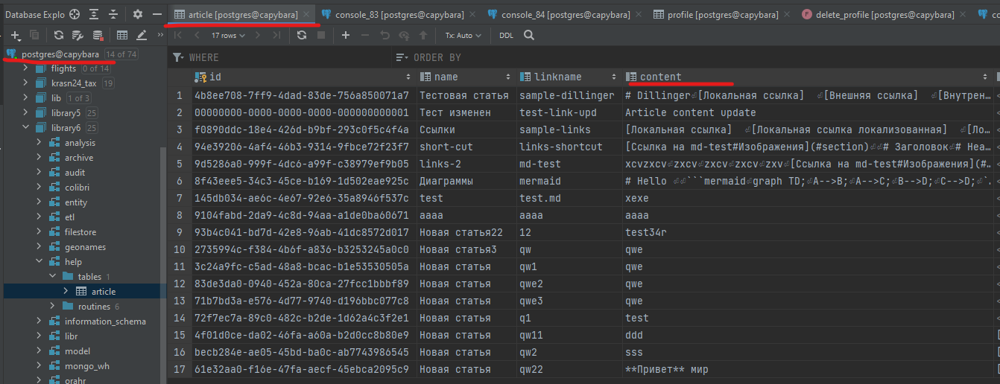 Database Explo
article [postgres@capybara]
console_83 [postgres@capybara]
console_84 [postgres@capybara]
profile [postgres@capybara]
delete_profile [postgres@capybara]
17 rows
Tx: Auto
DDL
postgres@capybara 14 of 74
WHERE
ORDER BY
flights 0 of 14
krasn24_tax 19
lib 1 of 3
library5 25
library6 25
analysis
archive
audit
colibri
entity
etl
filestore
geonames
help
tables 1
article
routines 6
information_schema
libr
model
mongo_wh
orahr
id name linkname content
1 4b8ee708-7ff9-4dad-83de-756a850071a7 Тестовая статья sample-dillinger # Dillinger⏎[Локальная ссылка] ⏎[Внешняя ссылка] ⏎[Внутрен…
2 00000000-0000-0000-0000-000000000001 Тест изменен test-link-upd Article content update
3 f0890ddc-18e4-426d-b9bf-293c0f5c4f4a Ссылки sample-links [Локальная ссылка] ⏎[Локальная ссылка локализованная] ⏎[Ло…
4 94e39206-4af4-46b3-9314-9fbce72f23f7 short-cut links-shortcut [Ссылка на md-test#Изображения](#section)⏎⏎# Заголовок⏎# Hea…
5 9d5286a0-999f-4dc6-a99f-c38979ef9b05 links-2 md-test xcvzxcv⏎zxcv⏎zxcv⏎zxcv⏎zxv⏎[Ссылка на md-test#Изображения](#…
6 8f43eee5-34c3-45ce-b169-1d502eae925c Диаграммы mermaid # Hello ⏎⏎```mermaid⏎graph TD;⏎A-->B;⏎A-->C;⏎B-->D;⏎C-->D;⏎`…
7 145db034-ae6c-4e67-92e6-35a8946f537c test test.md xexe
8 9104fabd-2da9-4c8d-94aa-a1de0ba60671 aaaa aaaa aaaa
9 93b4c041-bd7d-42e8-96ab-41dc8572d017 Новая статья22 12 test34r
10 2735994c-f384-4b6f-a836-b3253245a0c0 Новая статья3 qw qwe
11 3c24a9fc-c5ad-48a8-bcac-b1e53530505a Новая статья qw1 qwe
12 83de3da0-0940-452a-80ca-27fcc1bbbf89 Новая статья qwe2 qwe
13 71b7bd3a-e576-4d77-9740-d196bbc077c8 Новая статья qwe3 qwe
14 72f7ec7a-89c0-482c-b2de-1d62a4c3f2e1 Новая статья q1 test
15 4f01d0ce-da02-46fa-a60a-b2d0cc8b80e9 Новая статья qw11 ddd
16 becb284e-ae05-45bd-ba0c-ab7743986545 Новая статья qw2 sss
17 61e32aa0-f16e-47fa-aecf-45ebca2095c9 Новая статья qw22 **Привет** мир